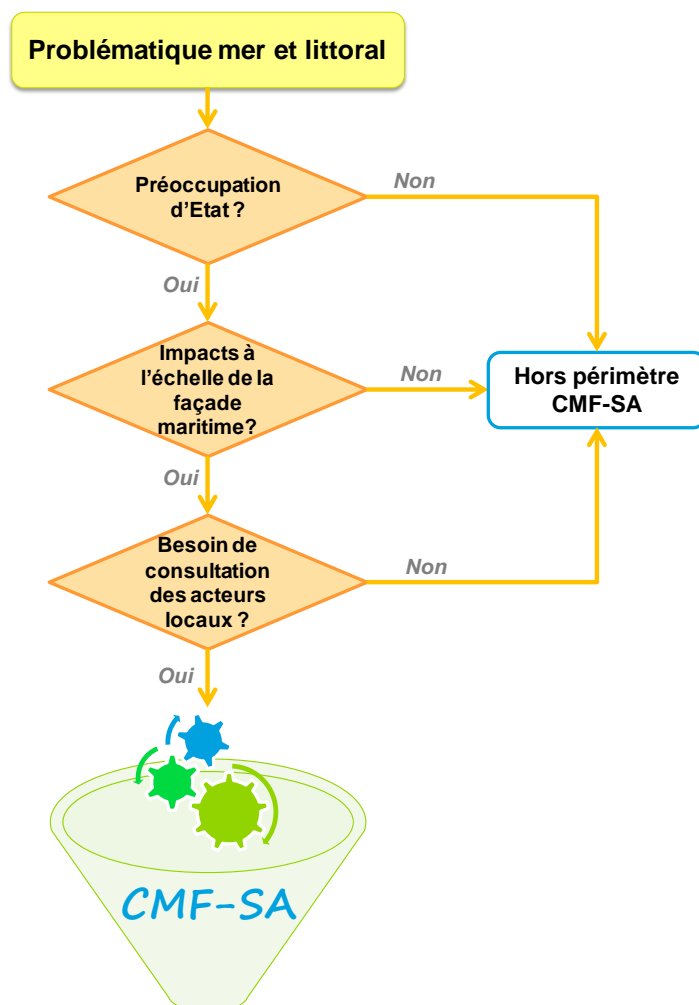 Problématique mer et littoral
Préoccupation
d’Etat ?
Non
Oui
Impacts à
l’échelle de la
façade
maritime?
Non
Hors périmètre
CMF-SA
Oui
Besoin de
consultation
des acteurs
locaux ?
Non
Oui
CMF-SA